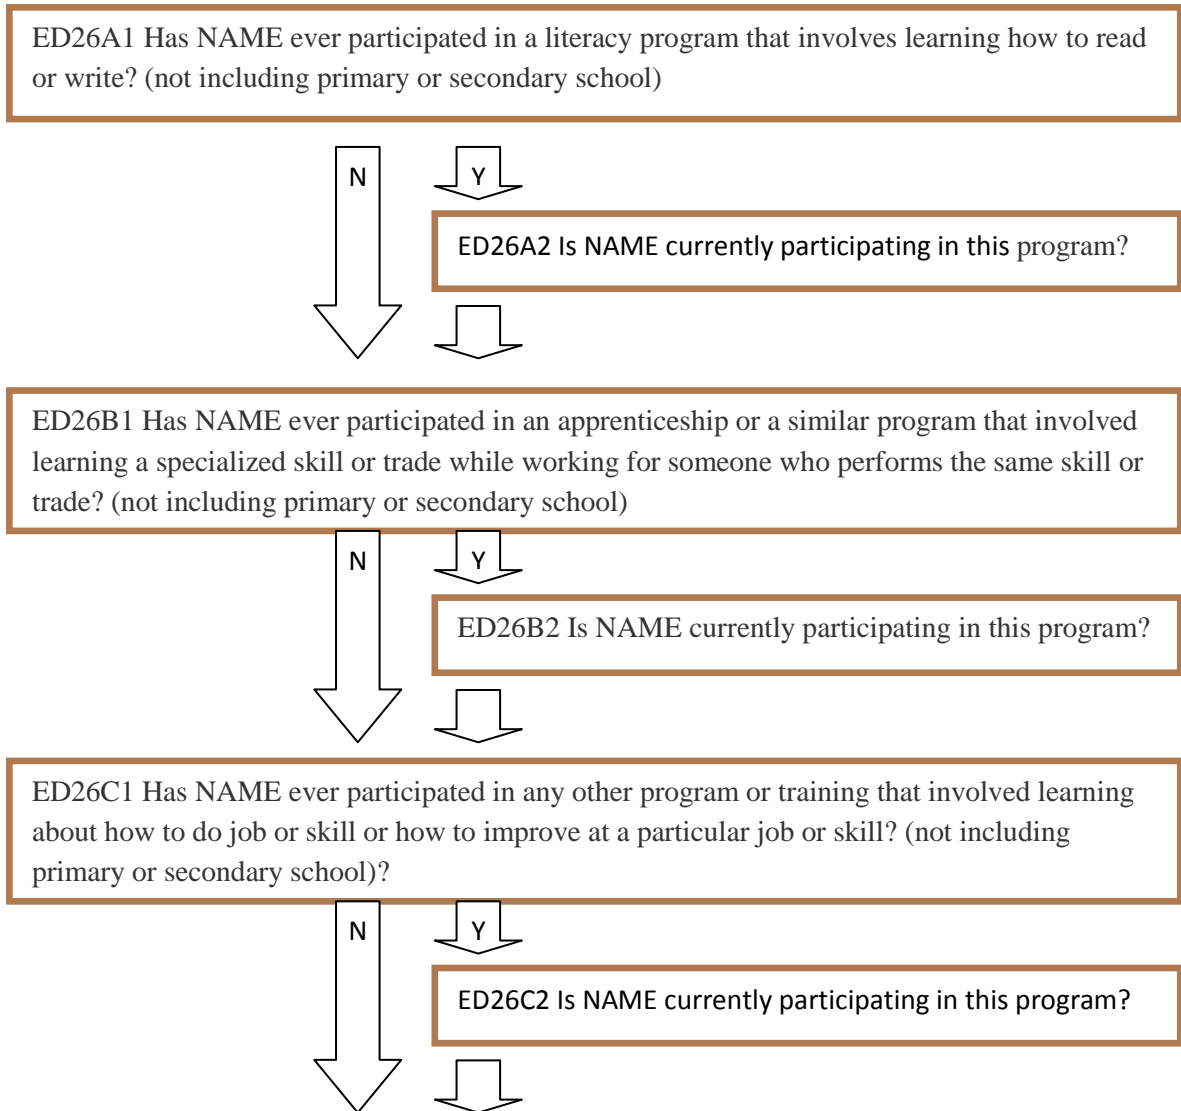 ED26A1 Has NAME ever participated in a literacy program that involves learning how to read
or write? (not including primary or secondary school)
N
Y
ED26A2 Is NAME currently participating in this program?
ED26B1 Has NAME ever participated in an apprenticeship or a similar program that involved
learning a specialized skill or trade while working for someone who performs the same skill or
trade? (not including primary or secondary school)
N
Y
ED26B2 Is NAME currently participating in this program?
ED26C1 Has NAME ever participated in any other program or training that involved learning
about how to do job or skill or how to improve at a particular job or skill? (not including
primary or secondary school)?
N
Y
ED26C2 Is NAME currently participating in this program?